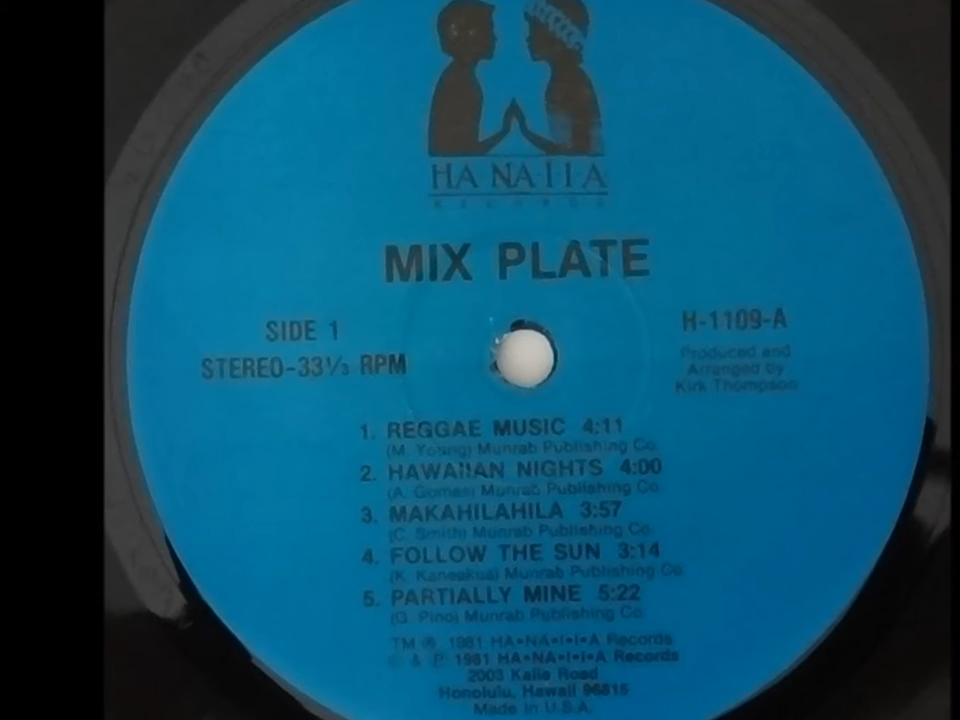 HA·NA·I·I·A
RECORDS
MIX PLATE
SIDE 1
STEREO-33⅓ RPM
H-1109-A
Produced and
Arranged by
Kirk Thompson
1. REGGAE MUSIC 4:11
(M. Young) Munrab Publishing Co.
2. HAWAIIAN NIGHTS 4:00
(A. Gomes) Munrab Publishing Co.
3. MAKAHILAHILA 3:57
(C. Smith) Munrab Publishing Co.
4. FOLLOW THE SUN 3:14
(K. Kaneakua) Munrab Publishing Co.
5. PARTIALLY MINE 5:22
(G. Pino) Munrab Publishing Co.
TM ® 1981 HA•NA•I•I•A Records
© & P 1981 HA•NA•I•I•A Records
2003 Kalia Road
Honolulu, Hawaii 96815
Made in U.S.A.